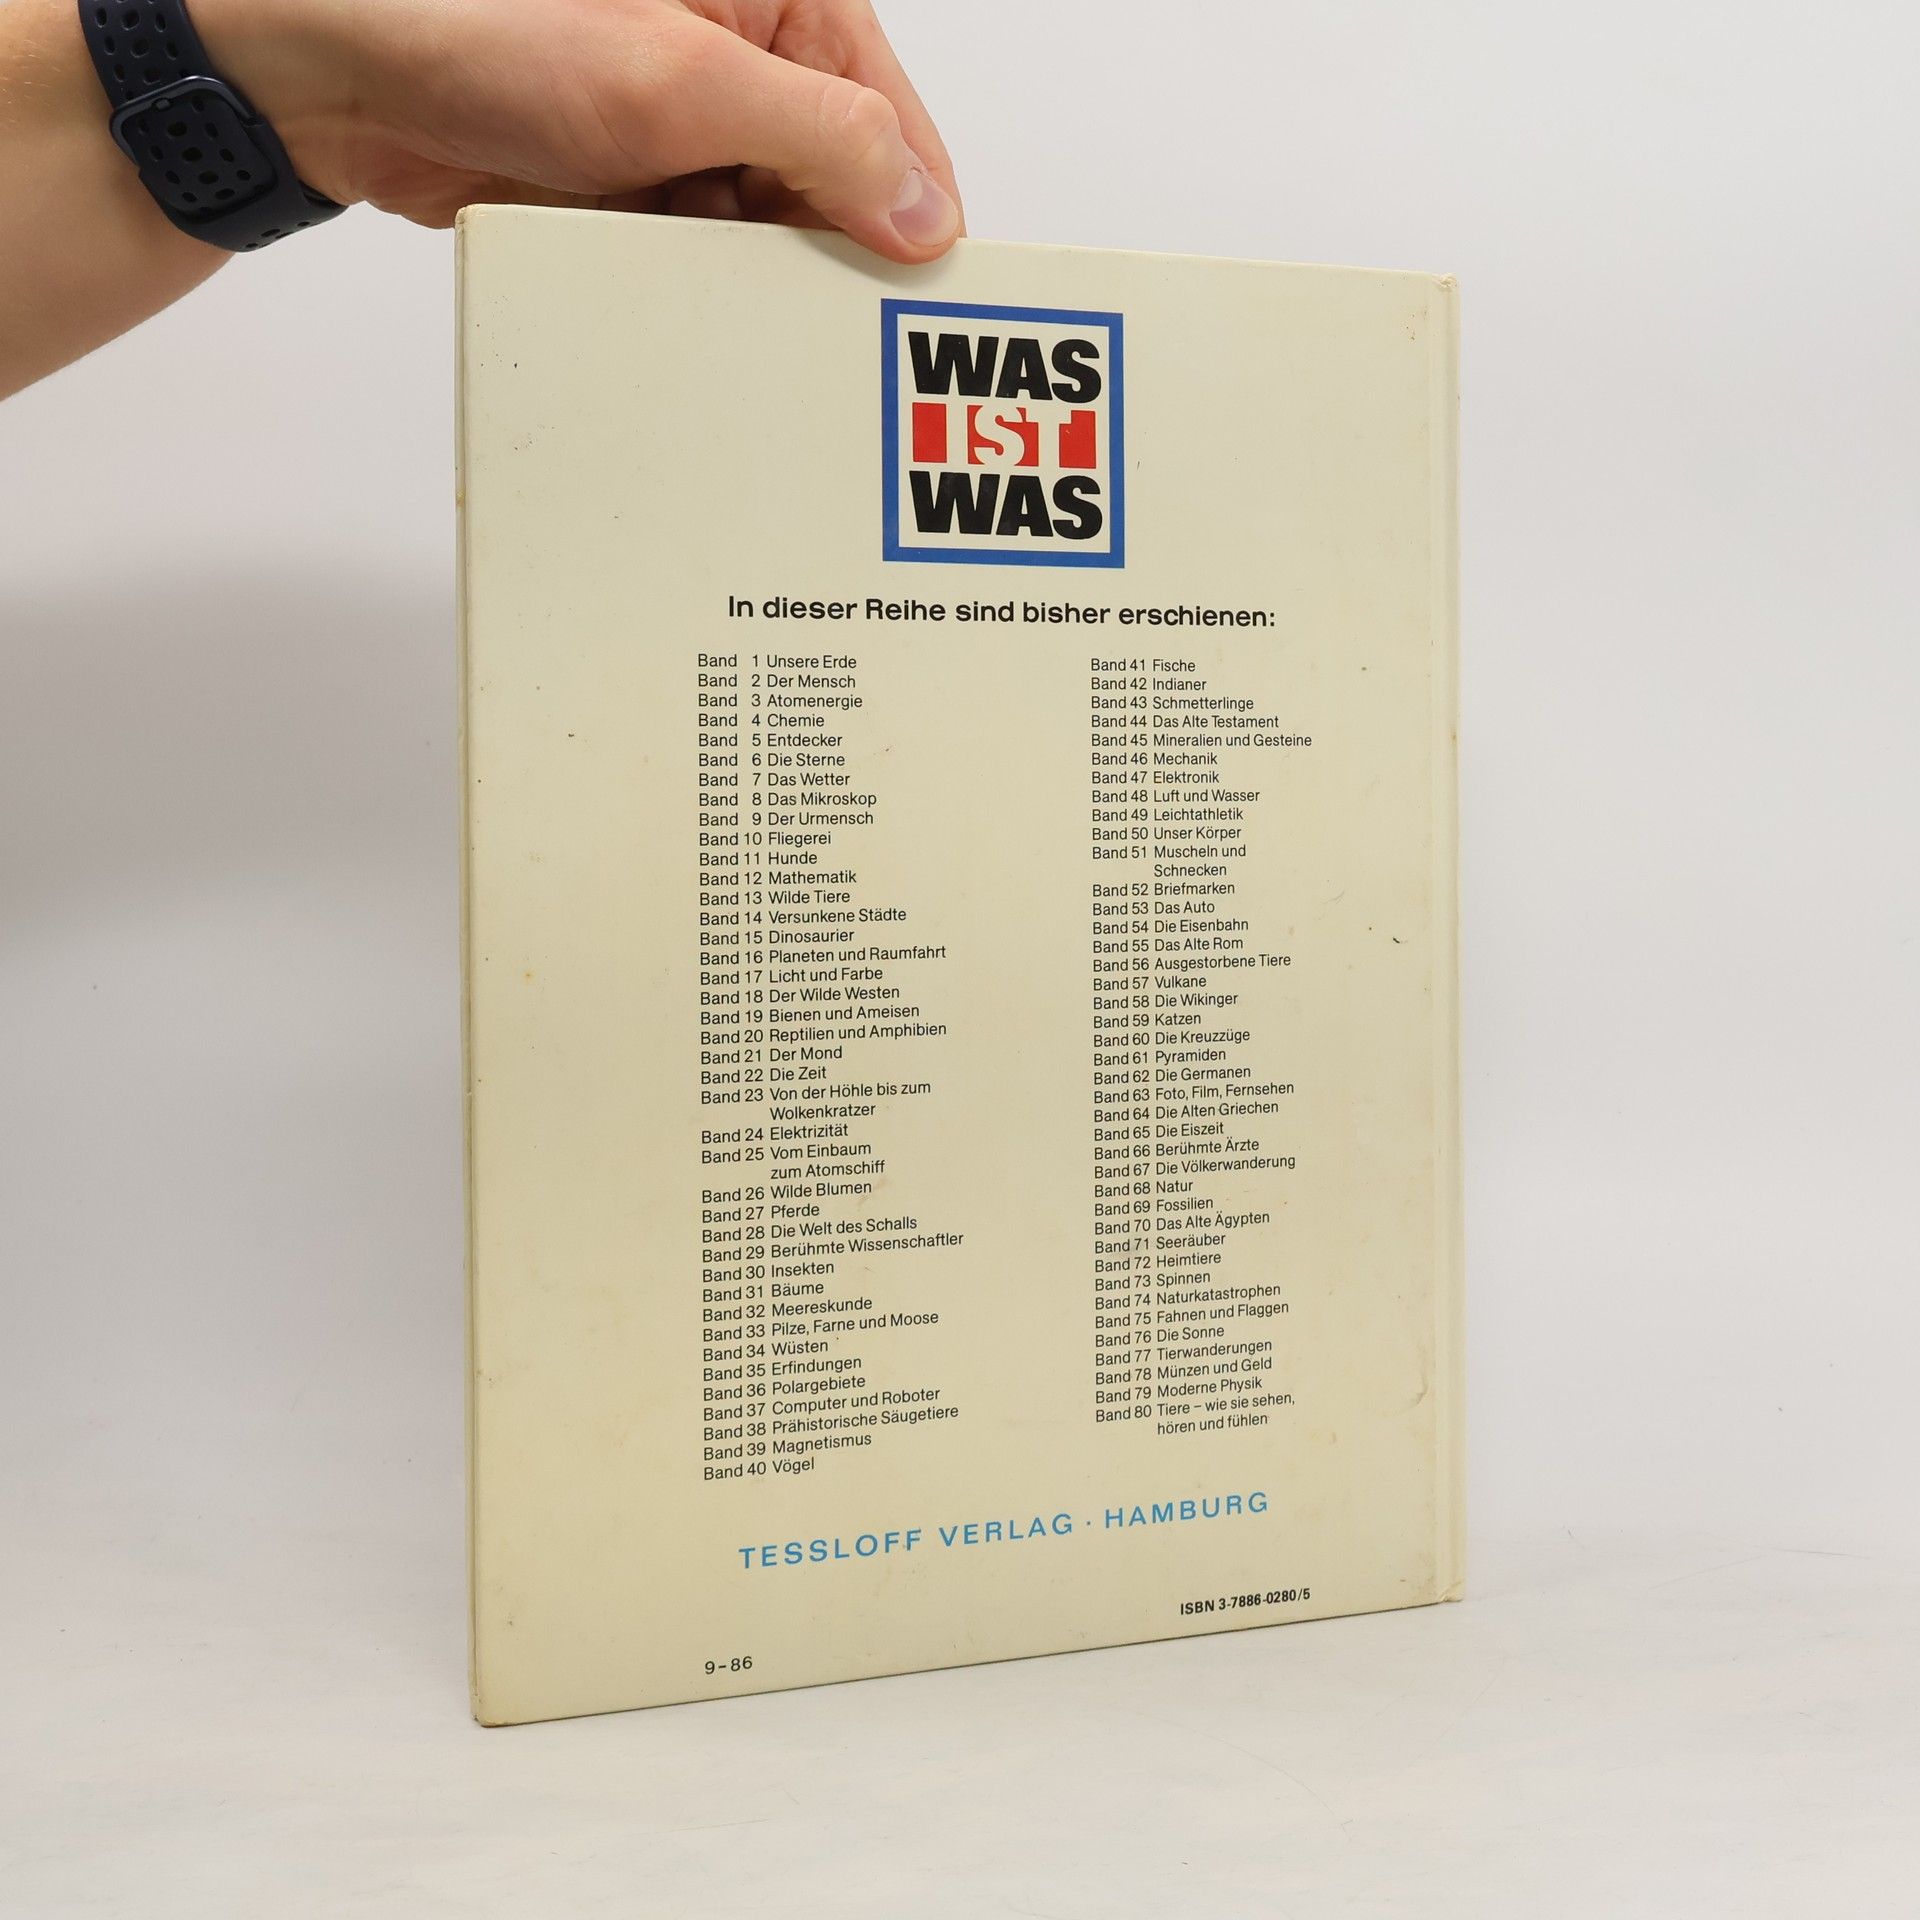 WAS
IST
WAS
In dieser Reihe sind bisher erschienen:
Band 1 Unsere Erde
Band 2 Der Mensch
Band 3 Atomenergie
Band 4 Chemie
Band 5 Entdecker
Band 6 Die Sterne
Band 7 Das Wetter
Band 8 Das Mikroskop
Band 9 Der Urmensch
Band 10 Fliegerei
Band 11 Hunde
Band 12 Mathematik
Band 13 Wilde Tiere
Band 14 Versunkene Städte
Band 15 Dinosaurier
Band 16 Planeten und Raumfahrt
Band 17 Licht und Farbe
Band 18 Der Wilde Westen
Band 19 Bienen und Ameisen
Band 20 Reptilien und Amphibien
Band 21 Der Mond
Band 22 Die Zeit
Band 23 Von der Höhle bis zum
Wolkenkratzer
Band 24 Elektrizität
Band 25 Vom Einbaum
zum Atomschiff
Band 26 Wilde Blumen
Band 27 Pferde
Band 28 Die Welt des Schalls
Band 29 Berühmte Wissenschaftler
Band 30 Insekten
Band 31 Bäume
Band 32 Meereskunde
Band 33 Pilze, Farne und Moose
Band 34 Wüsten
Band 35 Erfindungen
Band 36 Polargebiete
Band 37 Computer und Roboter
Band 38 Prähistorische Säugetiere
Band 39 Magnetismus
Band 40 Vögel
Band 41 Fische
Band 42 Indianer
Band 43 Schmetterlinge
Band 44 Das Alte Testament
Band 45 Mineralien und Gesteine
Band 46 Mechanik
Band 47 Elektronik
Band 48 Luft und Wasser
Band 49 Leichtathletik
Band 50 Unser Körper
Band 51 Muscheln und
Schnecken
Band 52 Briefmarken
Band 53 Das Auto
Band 54 Die Eisenbahn
Band 55 Das Alte Rom
Band 56 Ausgestorbene Tiere
Band 57 Vulkane
Band 58 Die Wikinger
Band 59 Katzen
Band 60 Die Kreuzzüge
Band 61 Pyramiden
Band 62 Die Germanen
Band 63 Foto, Film, Fernsehen
Band 64 Die Alten Griechen
Band 65 Die Eiszeit
Band 66 Berühmte Ärzte
Band 67 Die Völkerwanderung
Band 68 Natur
Band 69 Fossilien
Band 70 Das Alte Ägypten
Band 71 Seeräuber
Band 72 Heimtiere
Band 73 Spinnen
Band 74 Naturkatastrophen
Band 75 Fahnen und Flaggen
Band 76 Die Sonne
Band 77 Tierwanderungen
Band 78 Münzen und Geld
Band 79 Moderne Physik
Band 80 Tiere – wie sie sehen,
hören und fühlen
TESSLOFF VERLAG · HAMBURG
ISBN 3-7886-0280/5
9-86